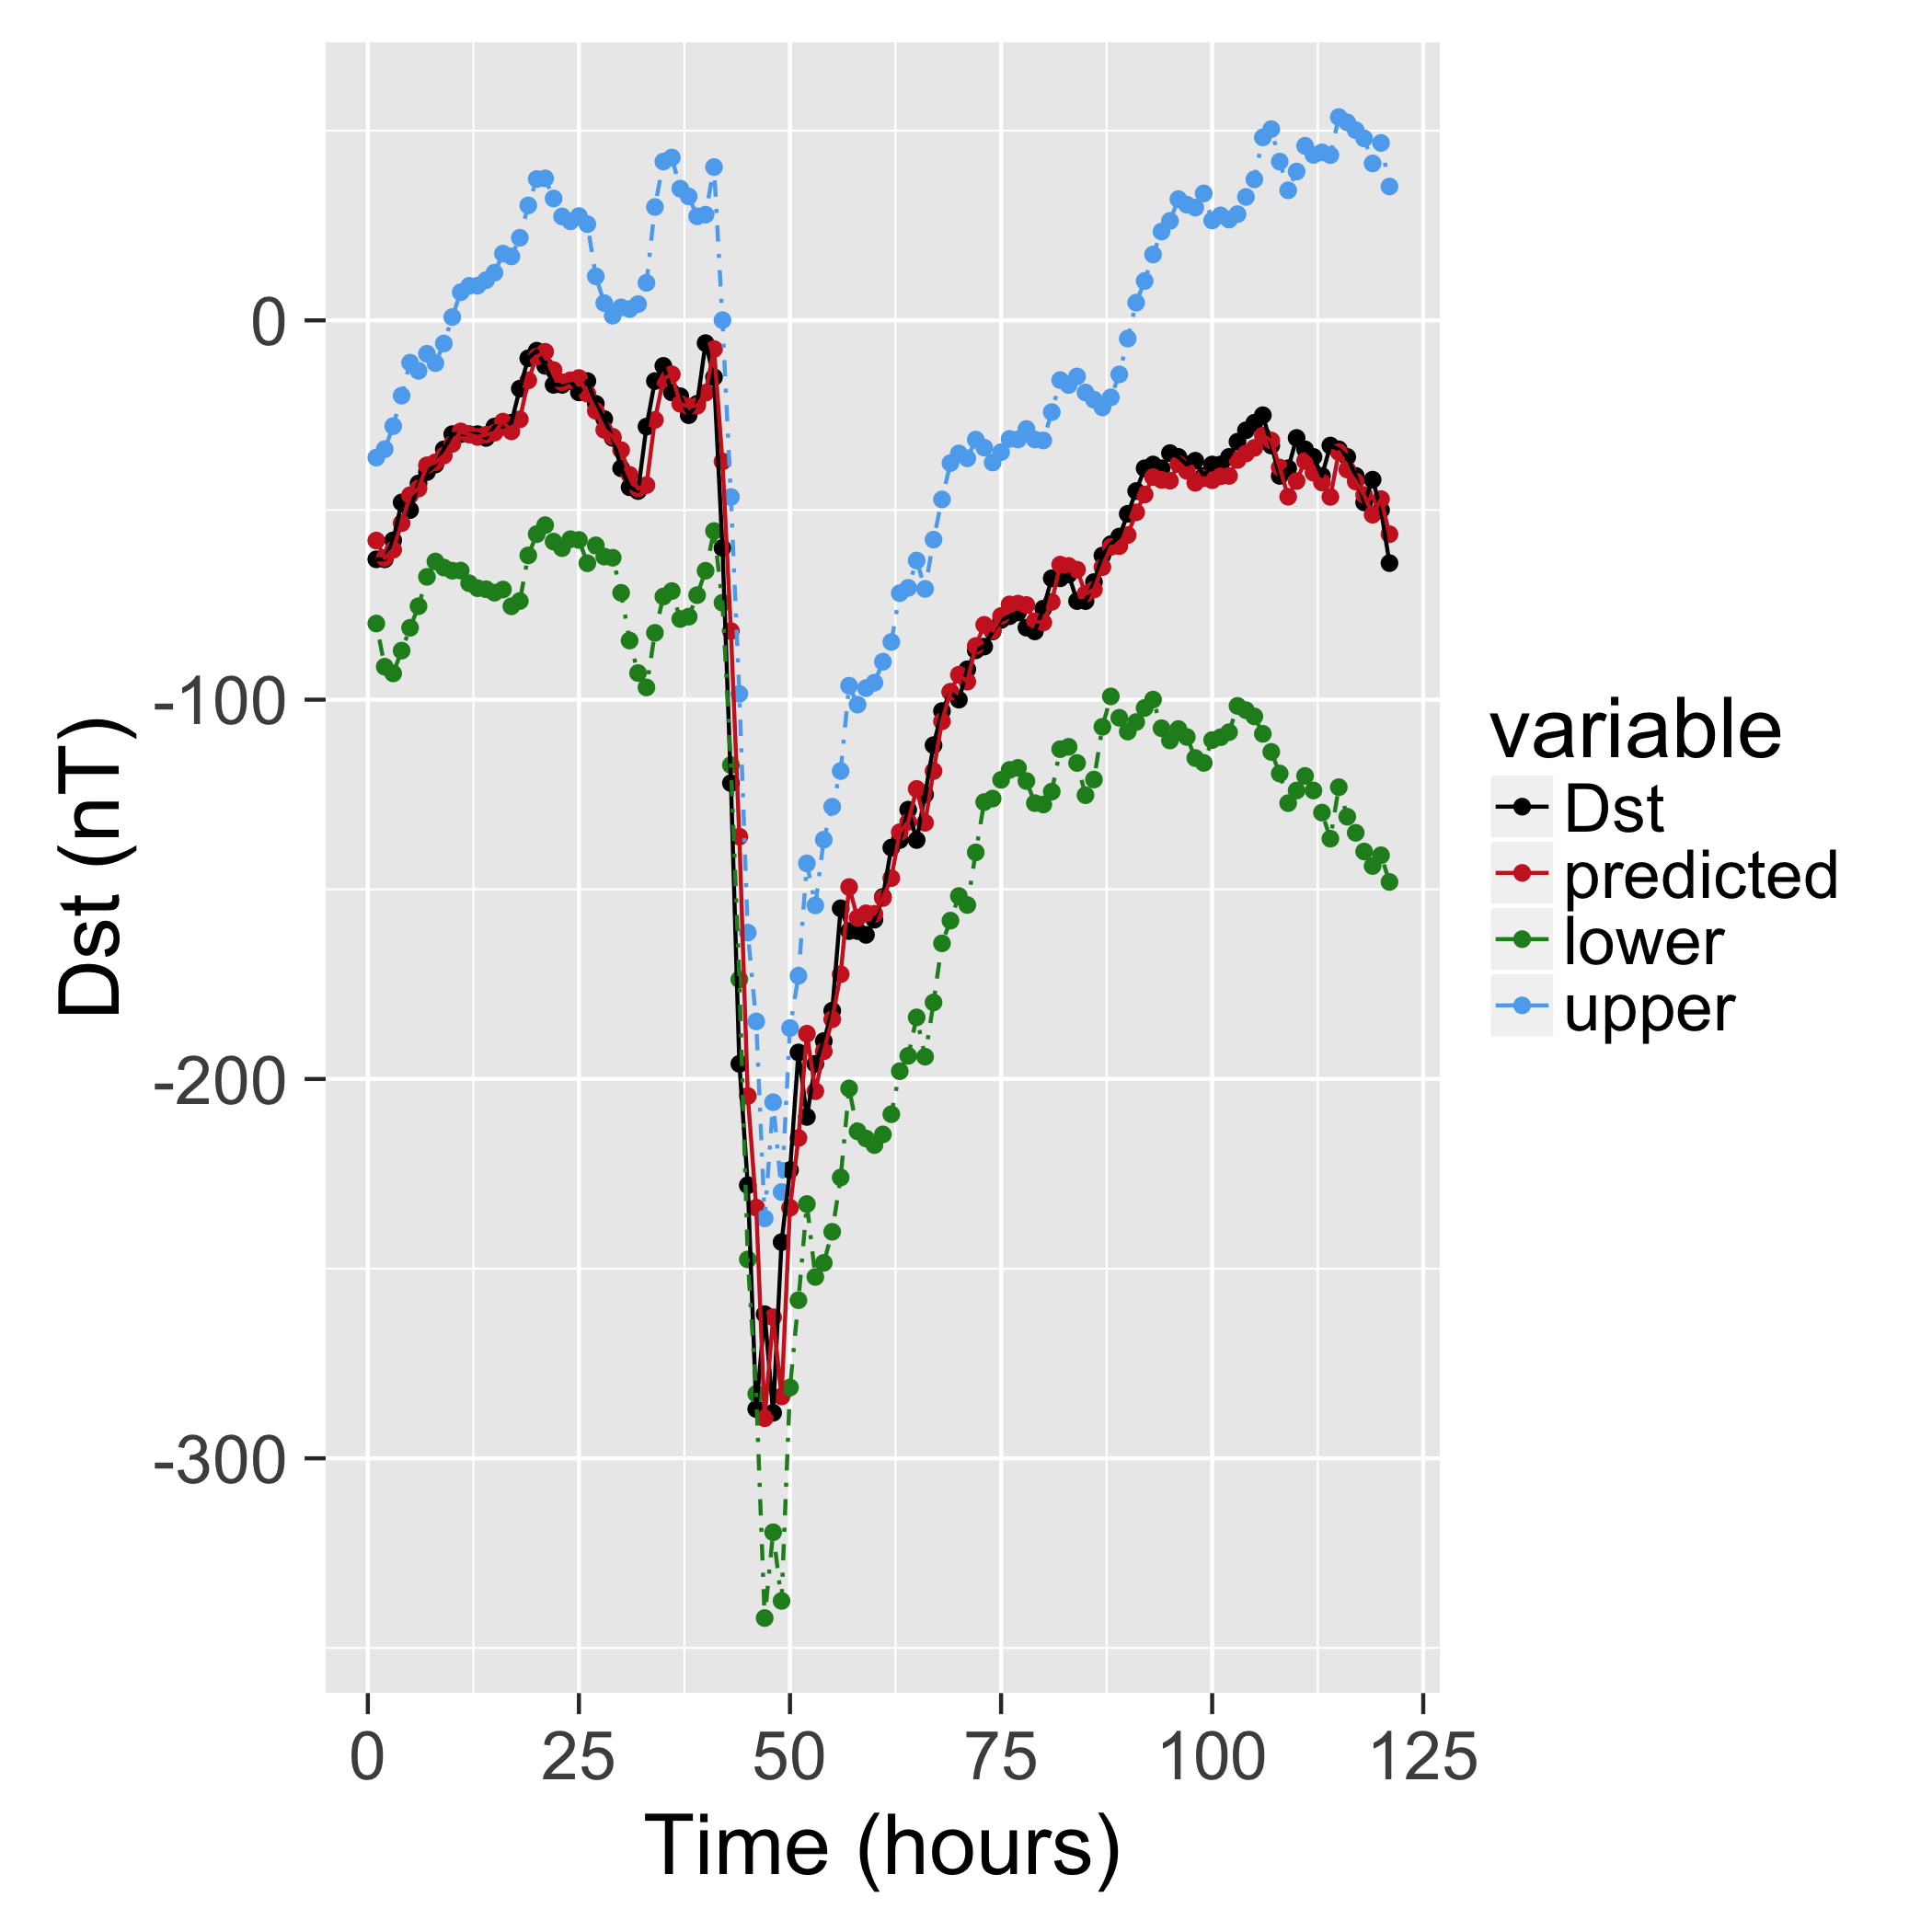 Dst (nT)
0
-100
-200
-300
0 25 50 75 100 125
Time (hours)
variable
Dst
predicted
lower
upper